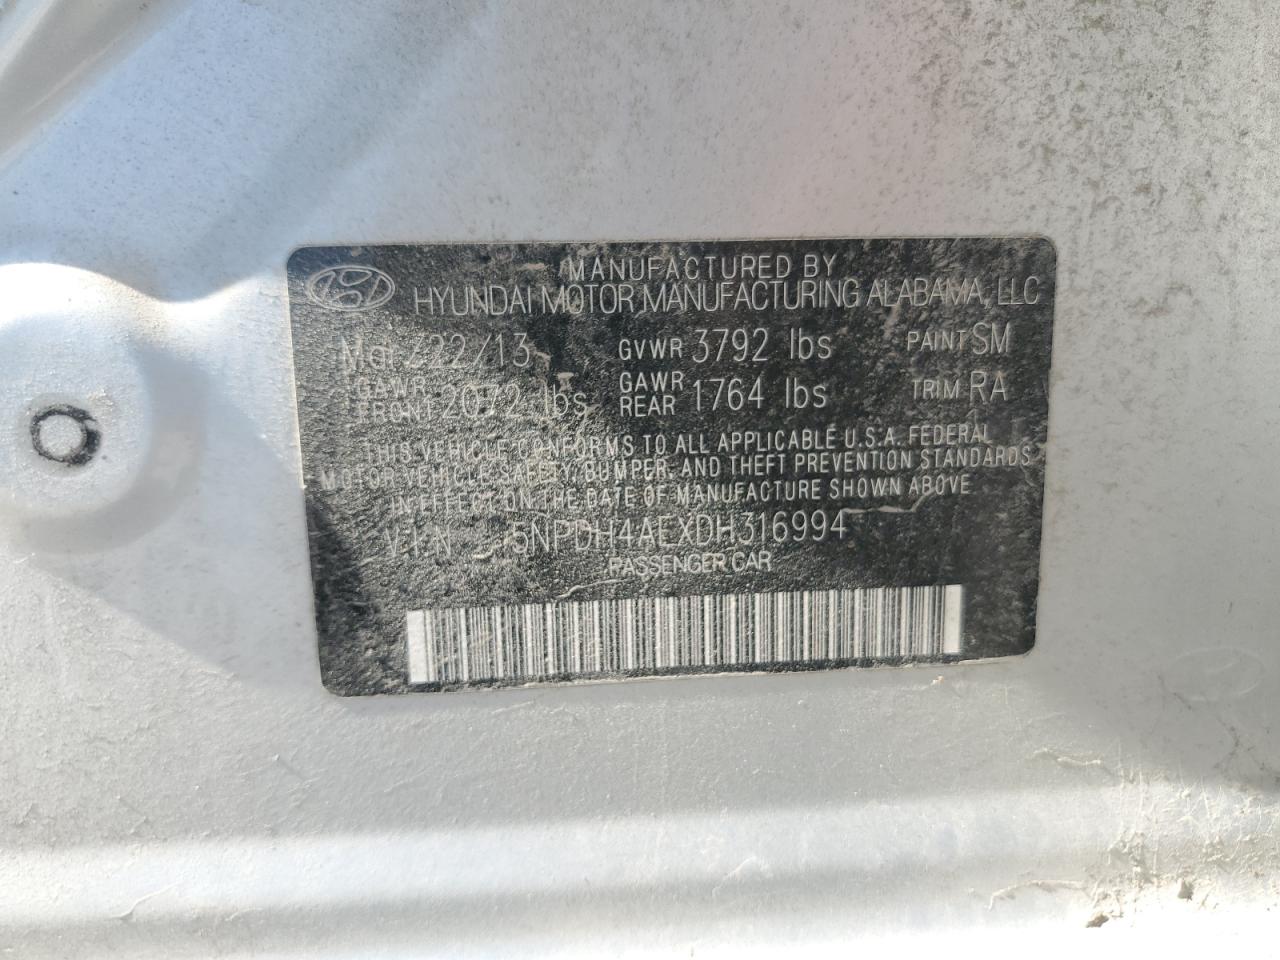 MANUFACTURED BY
HYUNDAI MOTOR MANUFACTURING ALABAMA, LLC
GVWR 3792 lbs PAINT SM
GAWR FRONT 2072 lbs GAWR REAR 1764 lbs TRIM RA
THIS VEHICLE CONFORMS TO ALL APPLICABLE U.S.A. FEDERAL
MOTOR VEHICLE SAFETY, BUMPER, AND THEFT PREVENTION STANDARDS
IN EFFECT ON THE DATE OF MANUFACTURE SHOWN ABOVE
V.I.N 5NPDH4AEXDH316994
PASSENGER CAR